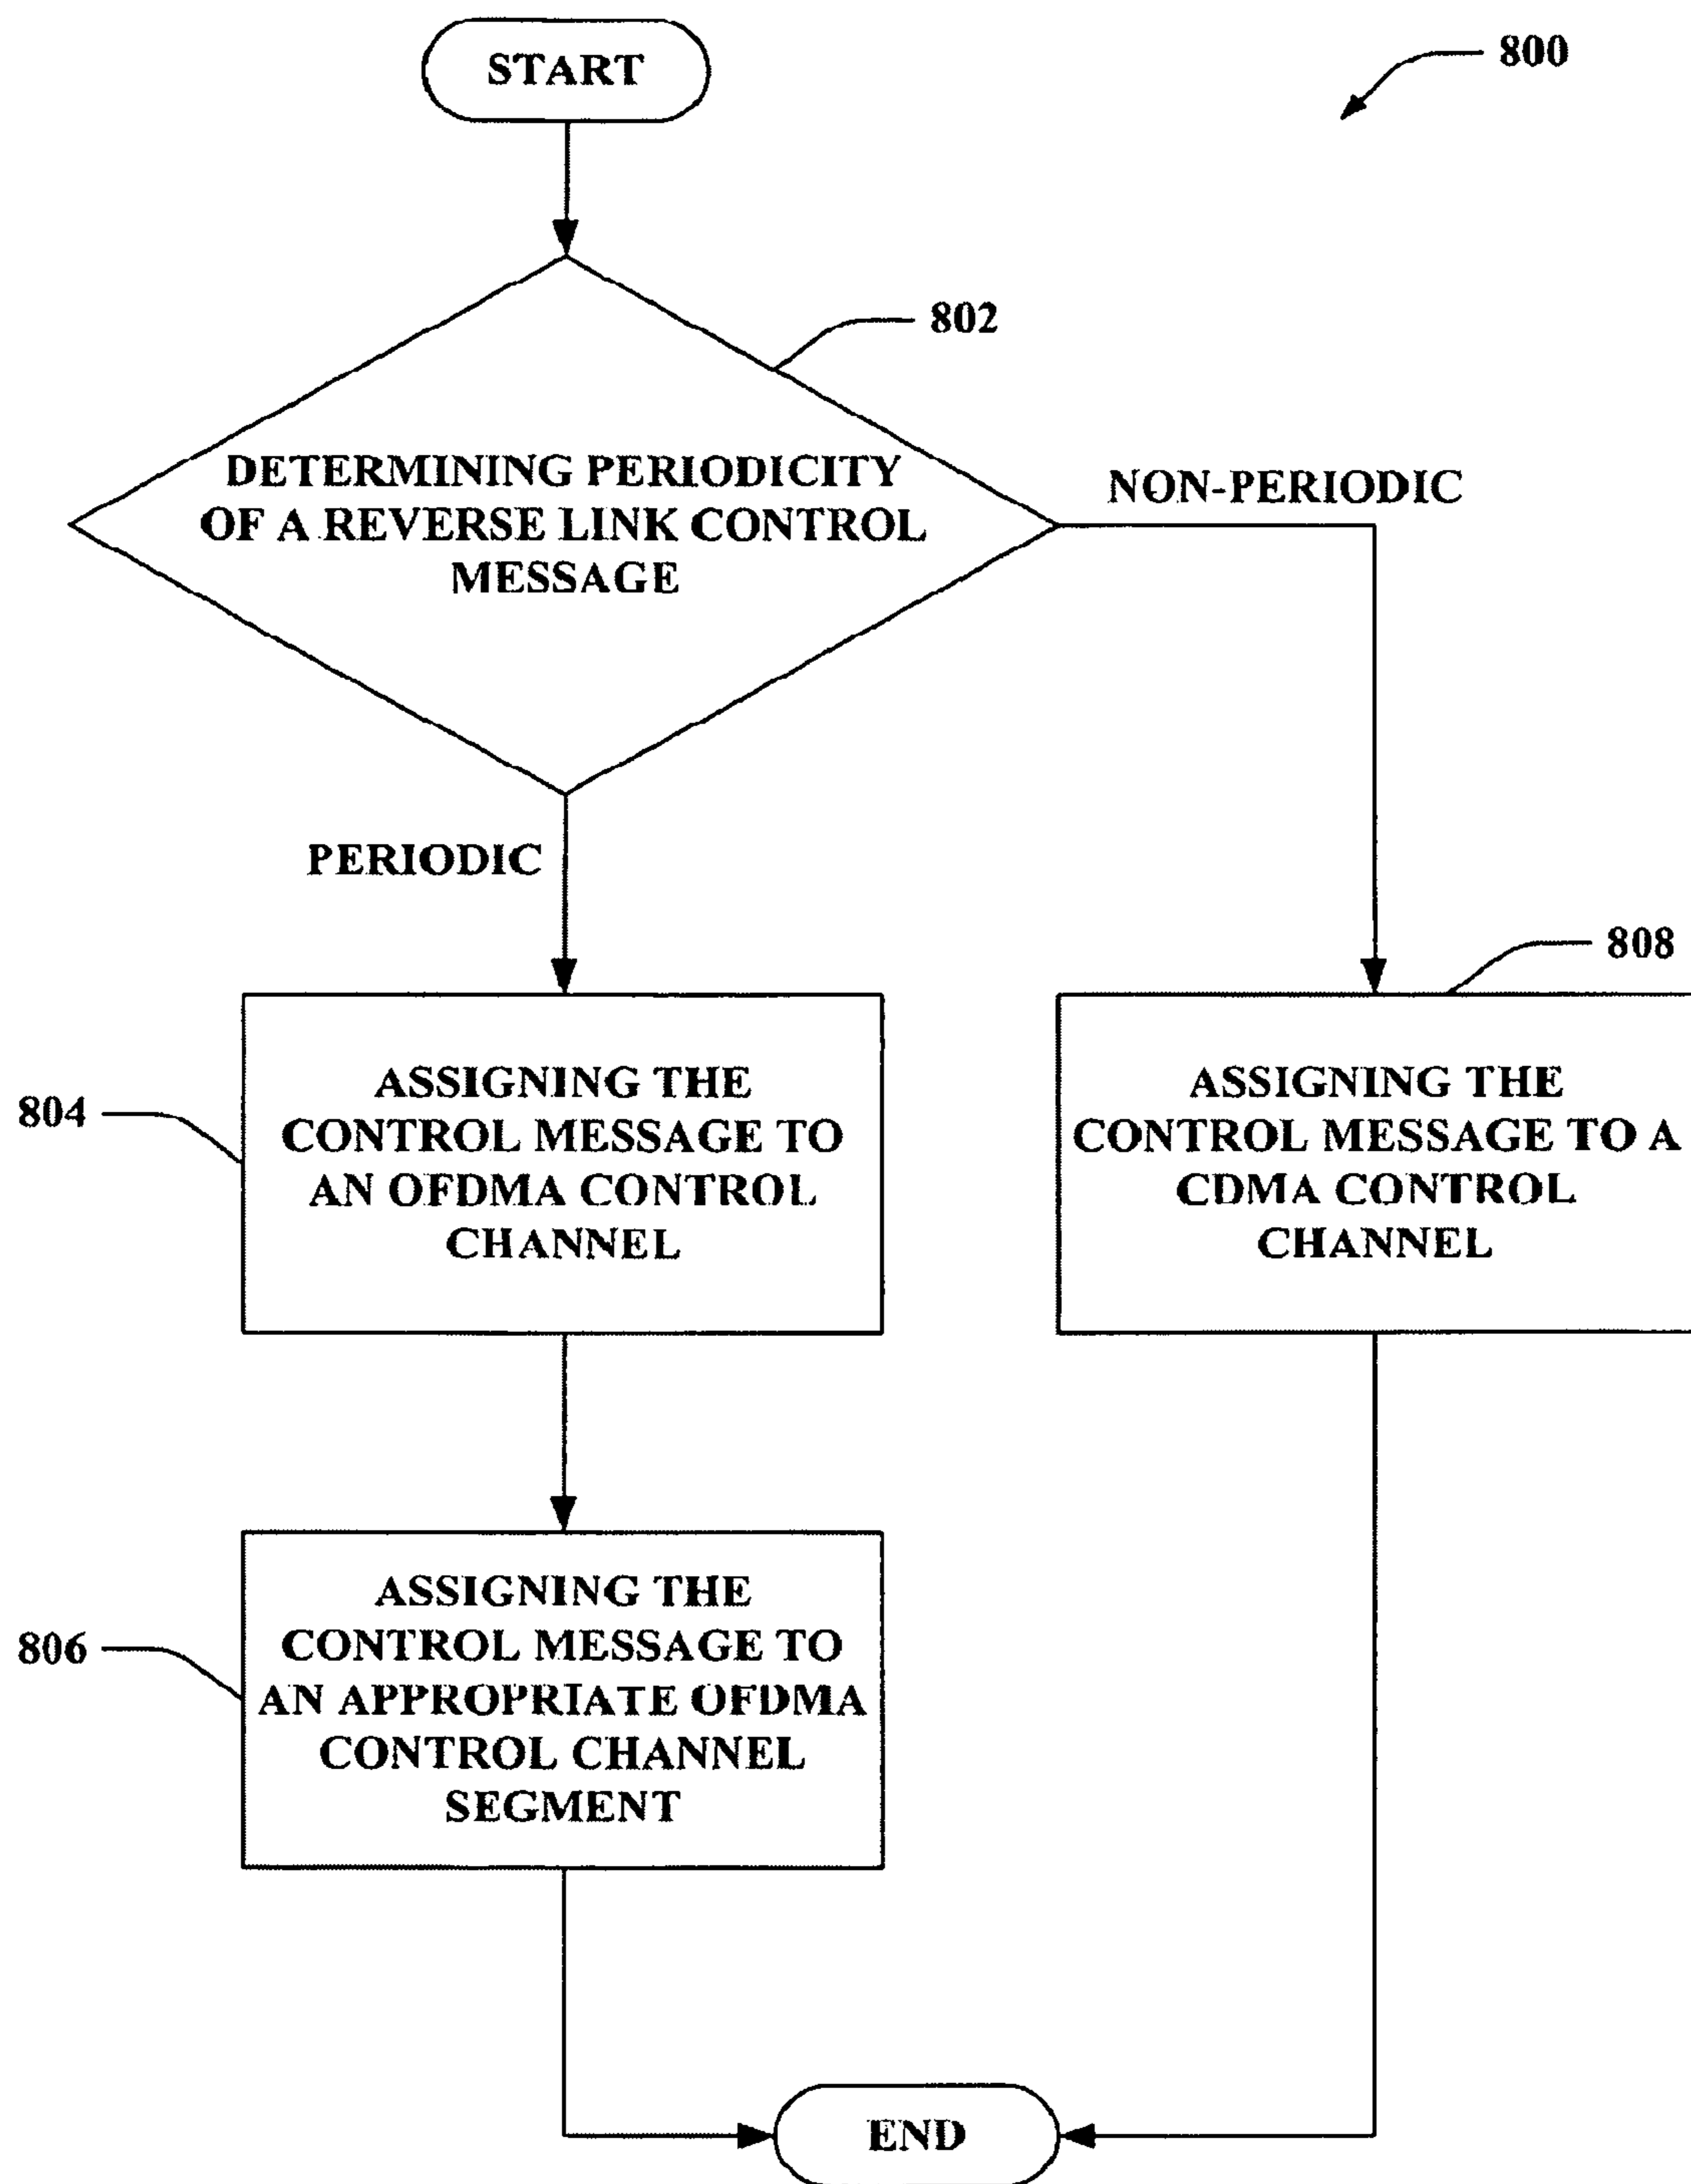 START
800
802
DETERMINING PERIODICITY
OF A REVERSE LINK CONTROL
MESSAGE
NON-PERIODIC
PERIODIC
808
804
ASSIGNING THE
CONTROL MESSAGE TO
AN OFDMA CONTROL
CHANNEL
ASSIGNING THE
CONTROL MESSAGE TO A
CDMA CONTROL
CHANNEL
806
ASSIGNING THE
CONTROL MESSAGE TO
AN APPROPRIATE OFDMA
CONTROL CHANNEL
SEGMENT
END